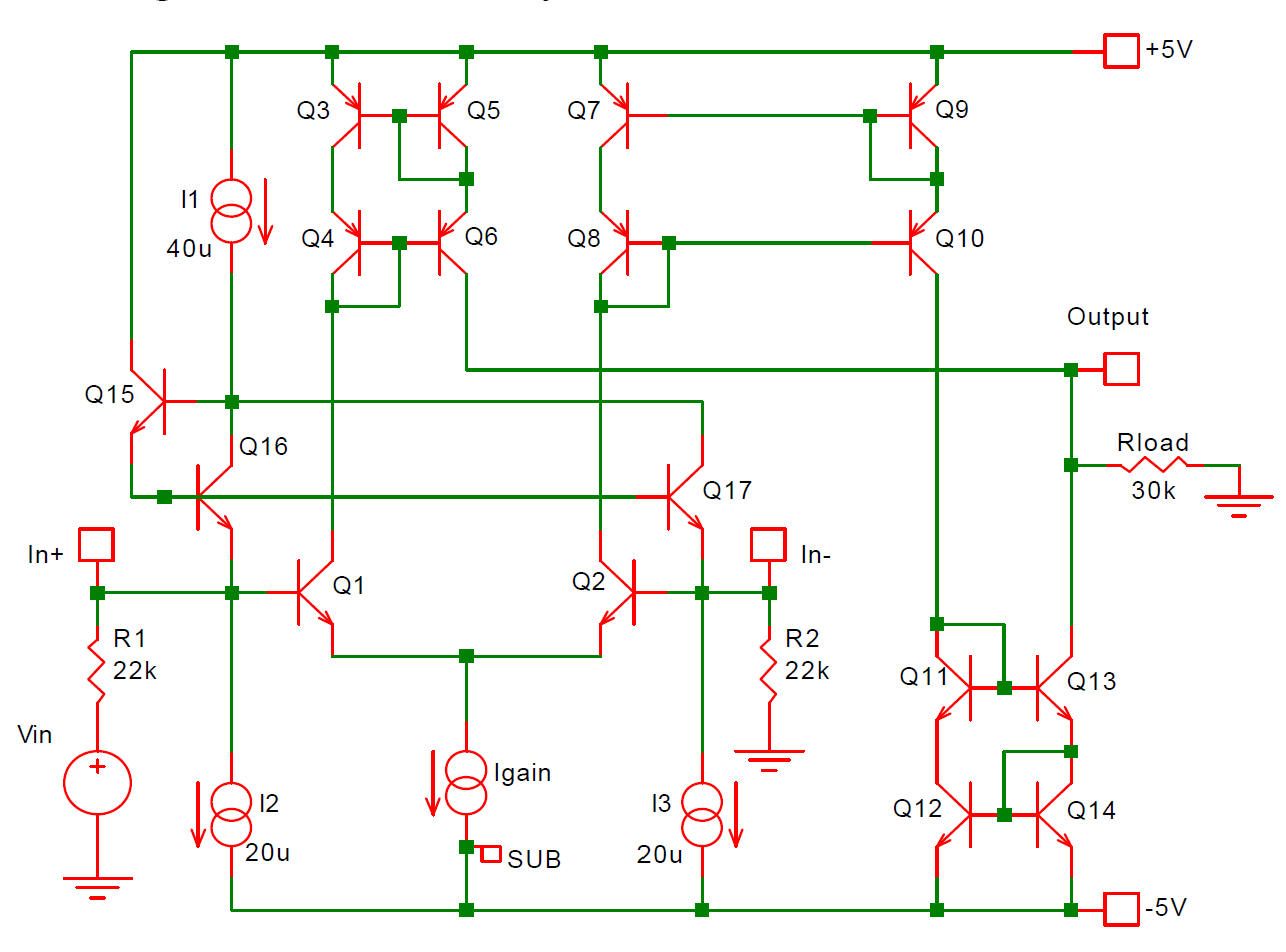 +5V
Q3
Q5
Q7
Q9
I1
40u
Q4
Q6
Q8
Q10
Output
Q15
Q16
Rload
30k
Q17
In+
In-
Q1
Q2
R1
22k
R2
22k
Q11
Q13
Vin
+
Igain
I2
20u
I3
20u
Q12
Q14
SUB
-5V